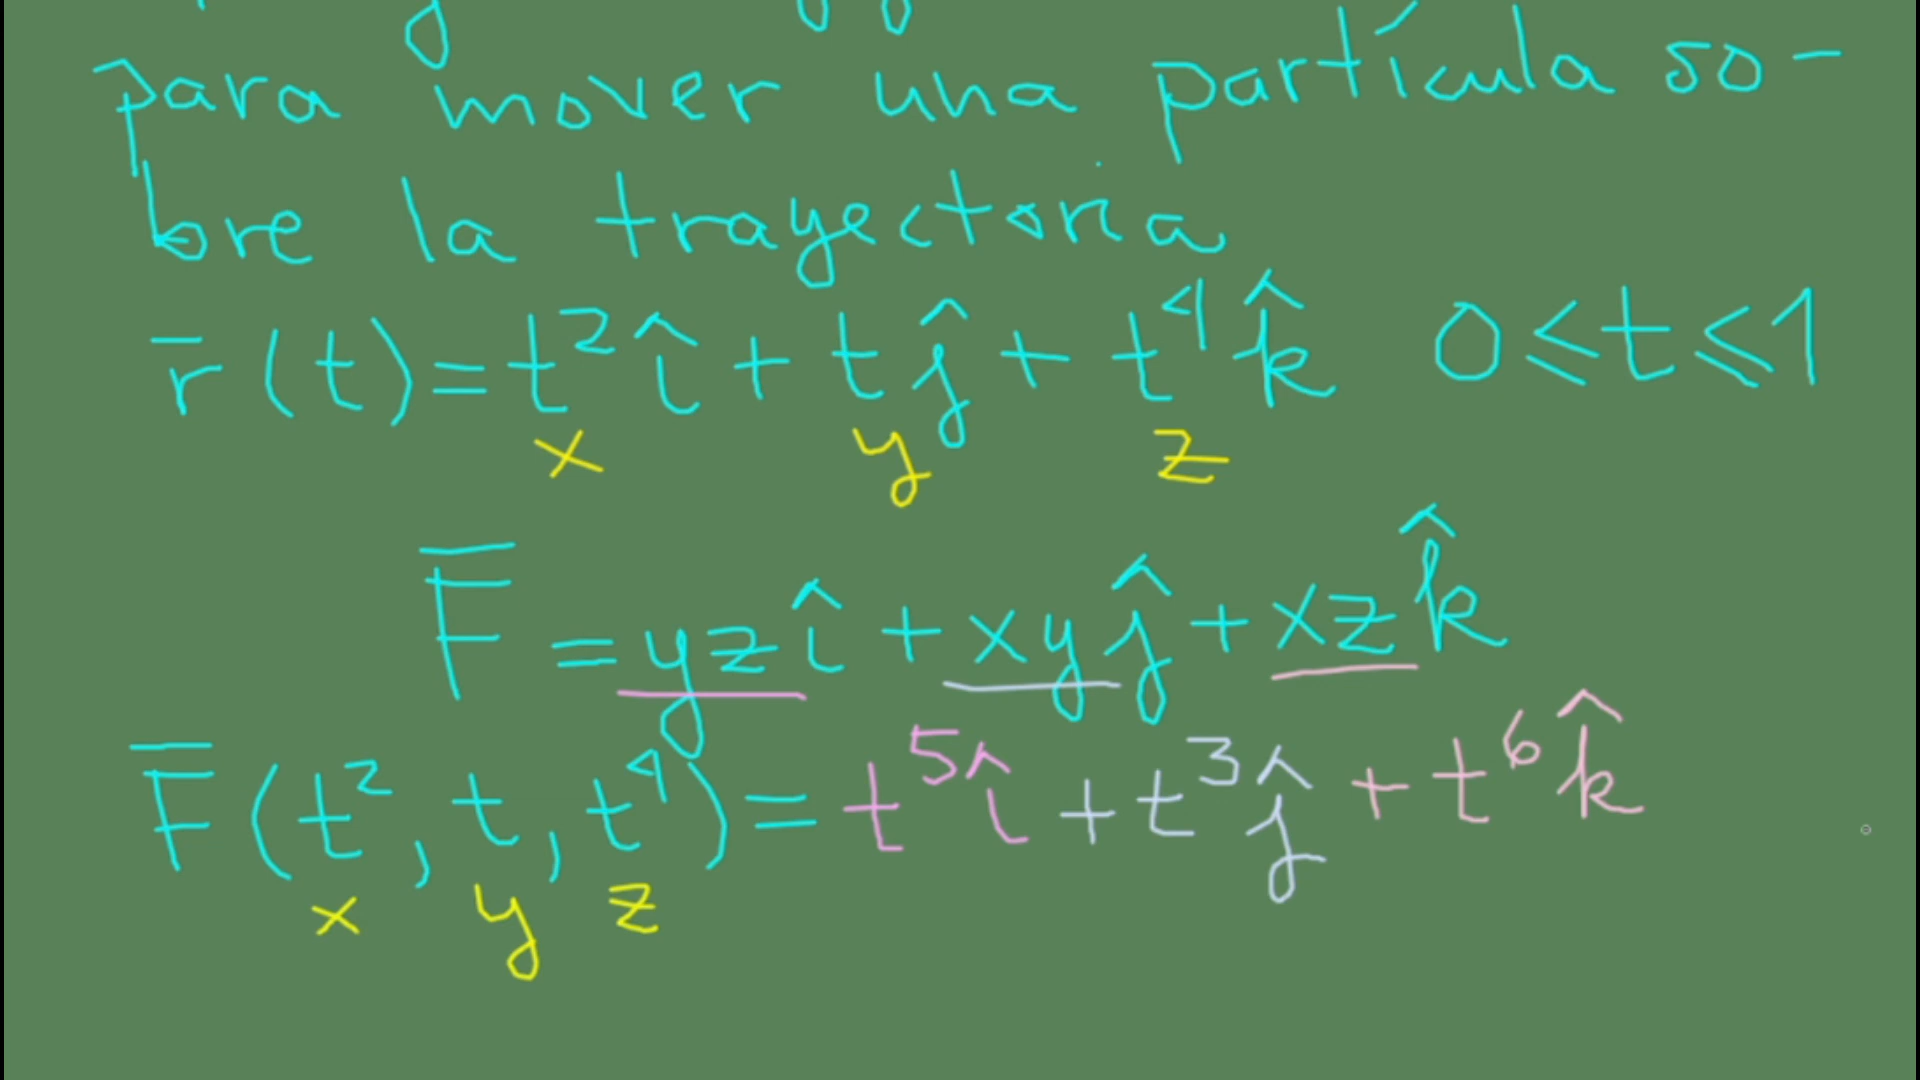 para mover una partícula so-
bre la trayectoria
r̅(t)=t²î+tĵ+t⁴k̂ 0≤t≤1
x y z
F̅=yzî+xyĵ+xzk̂
F̅(t²,t,t⁴)=t⁵î+t³ĵ+t⁶k̂
x y z